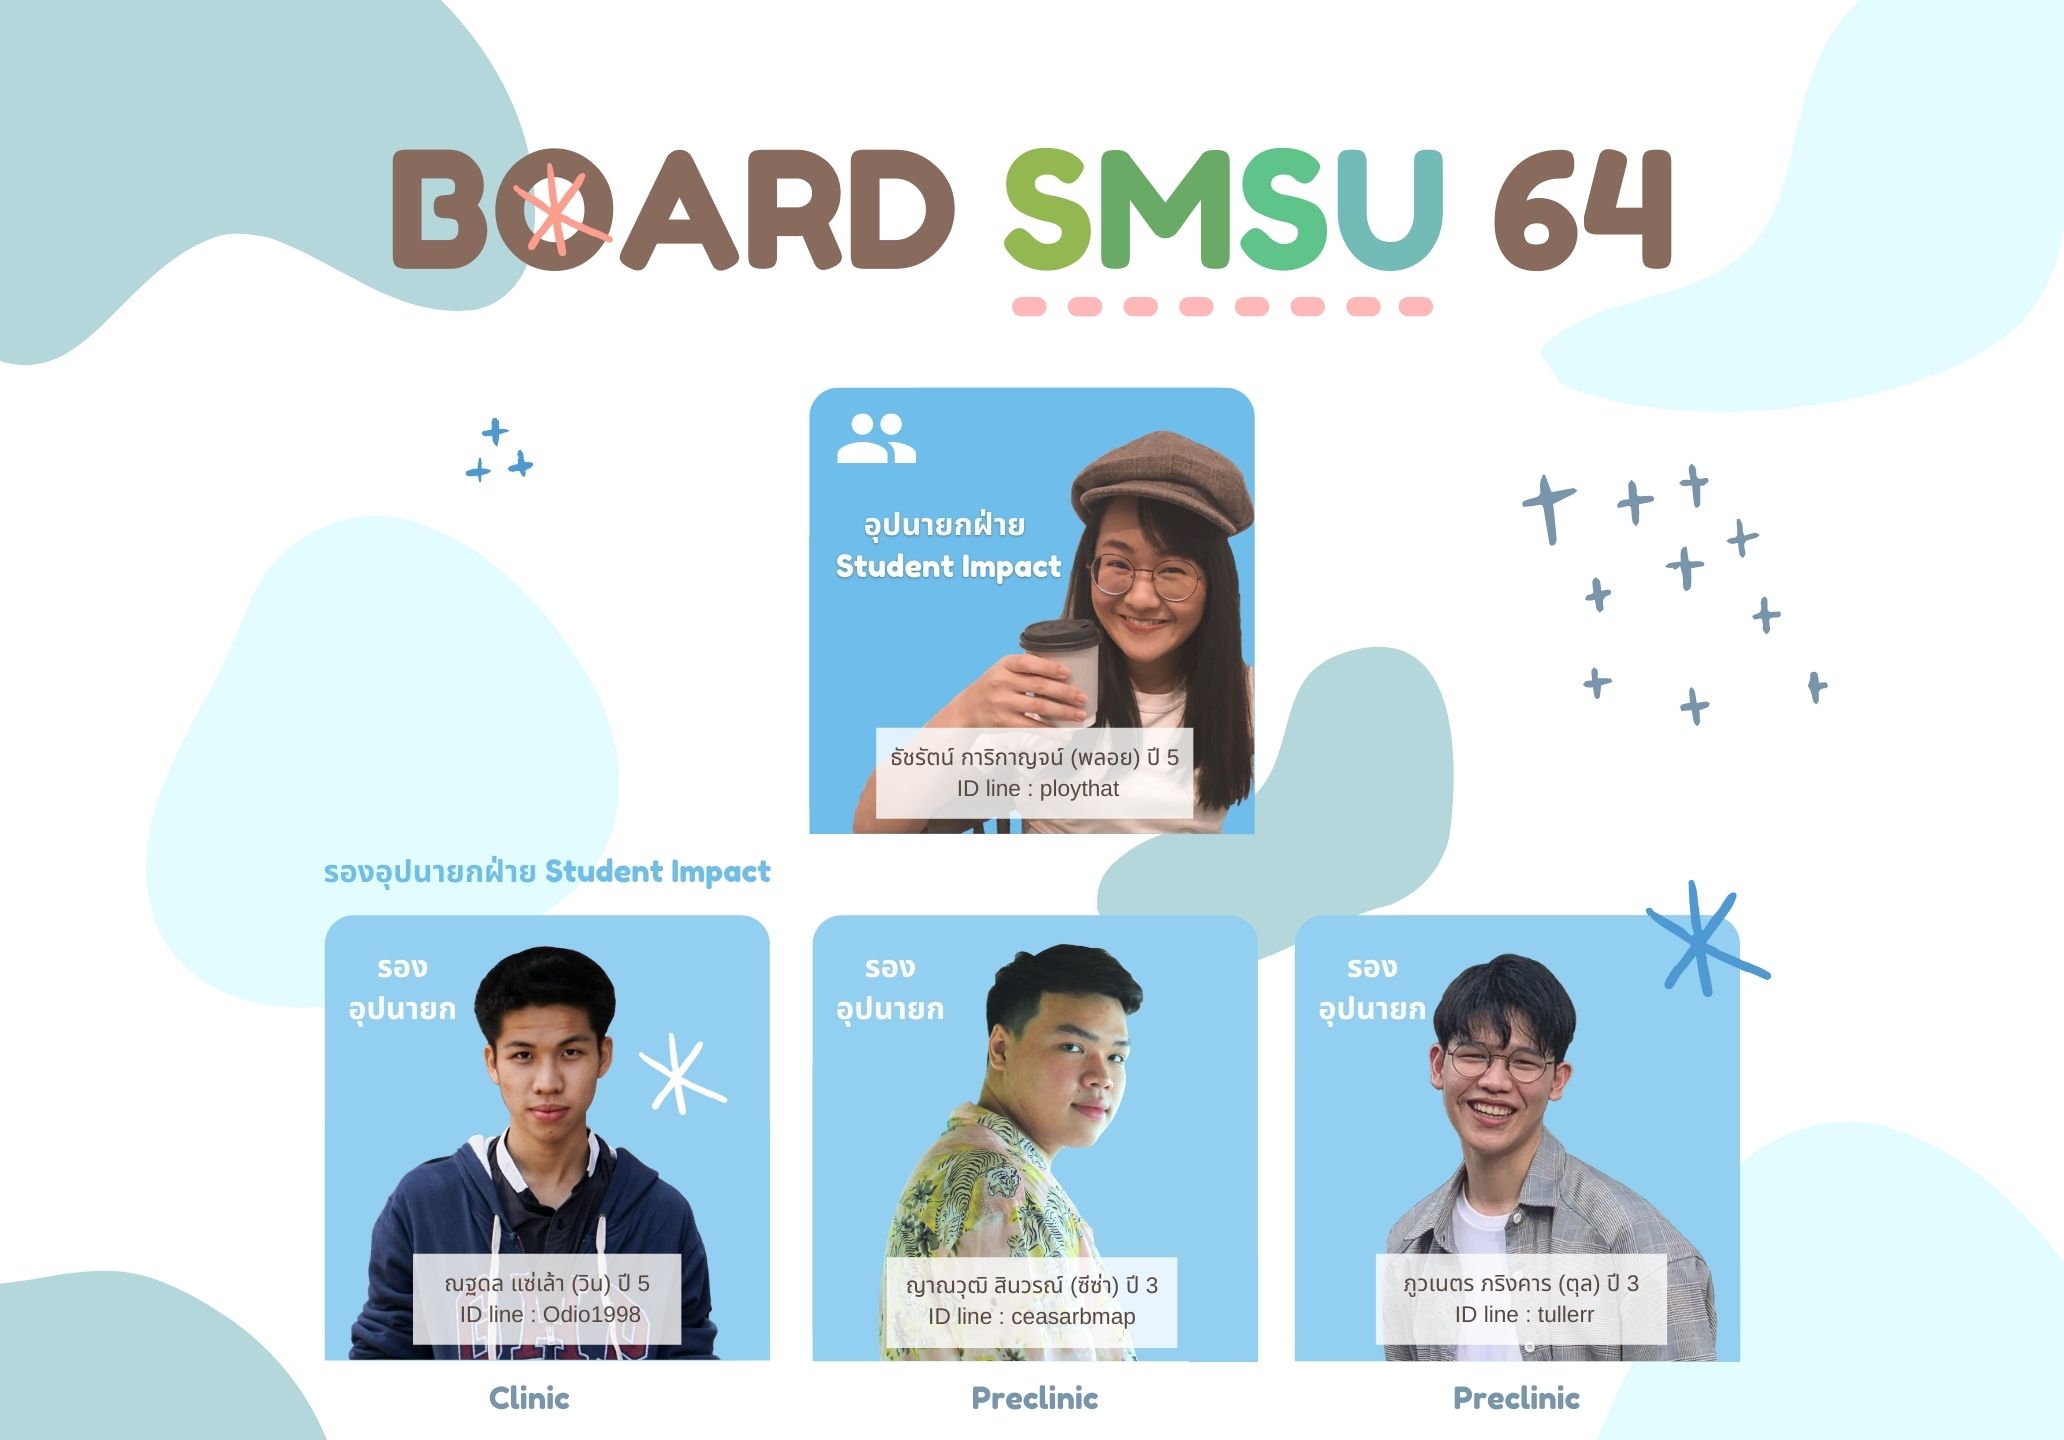 BOARD SMSU 64
อุปนายกฝ่าย
Student Impact
ธัชรัตน์ การิกาญจน์ (พลอย) ปี 5
ID line : ploythat
รองอุปนายกฝ่าย Student Impact
รอง
อุปนายก
ณฐดล แซ่เล้า (วิน) ปี 5
ID line : Odio1998
Clinic
รอง
อุปนายก
ญาณวุฒิ สินวรณ์ (ซีซ่า) ปี 3
ID line : ceasarbmap
Preclinic
รอง
อุปนายก
ภูวเนตร ภริงคาร (ตุล) ปี 3
ID line : tullerr
Preclinic